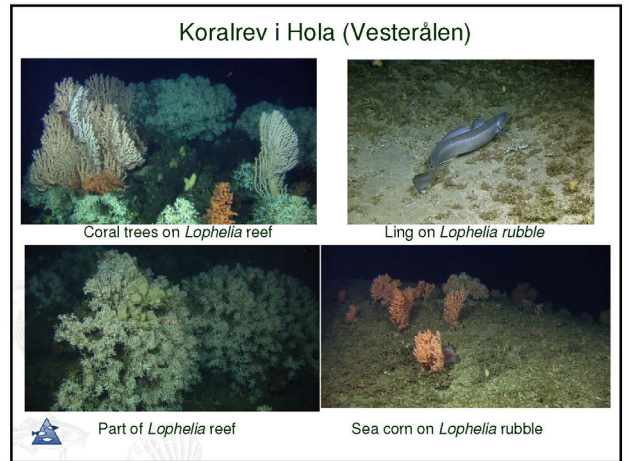 Koralrev i Hola (Vesterålen)
Coral trees on Lophelia reef
Ling on Lophelia rubble
Part of Lophelia reef
Sea corn on Lophelia rubble